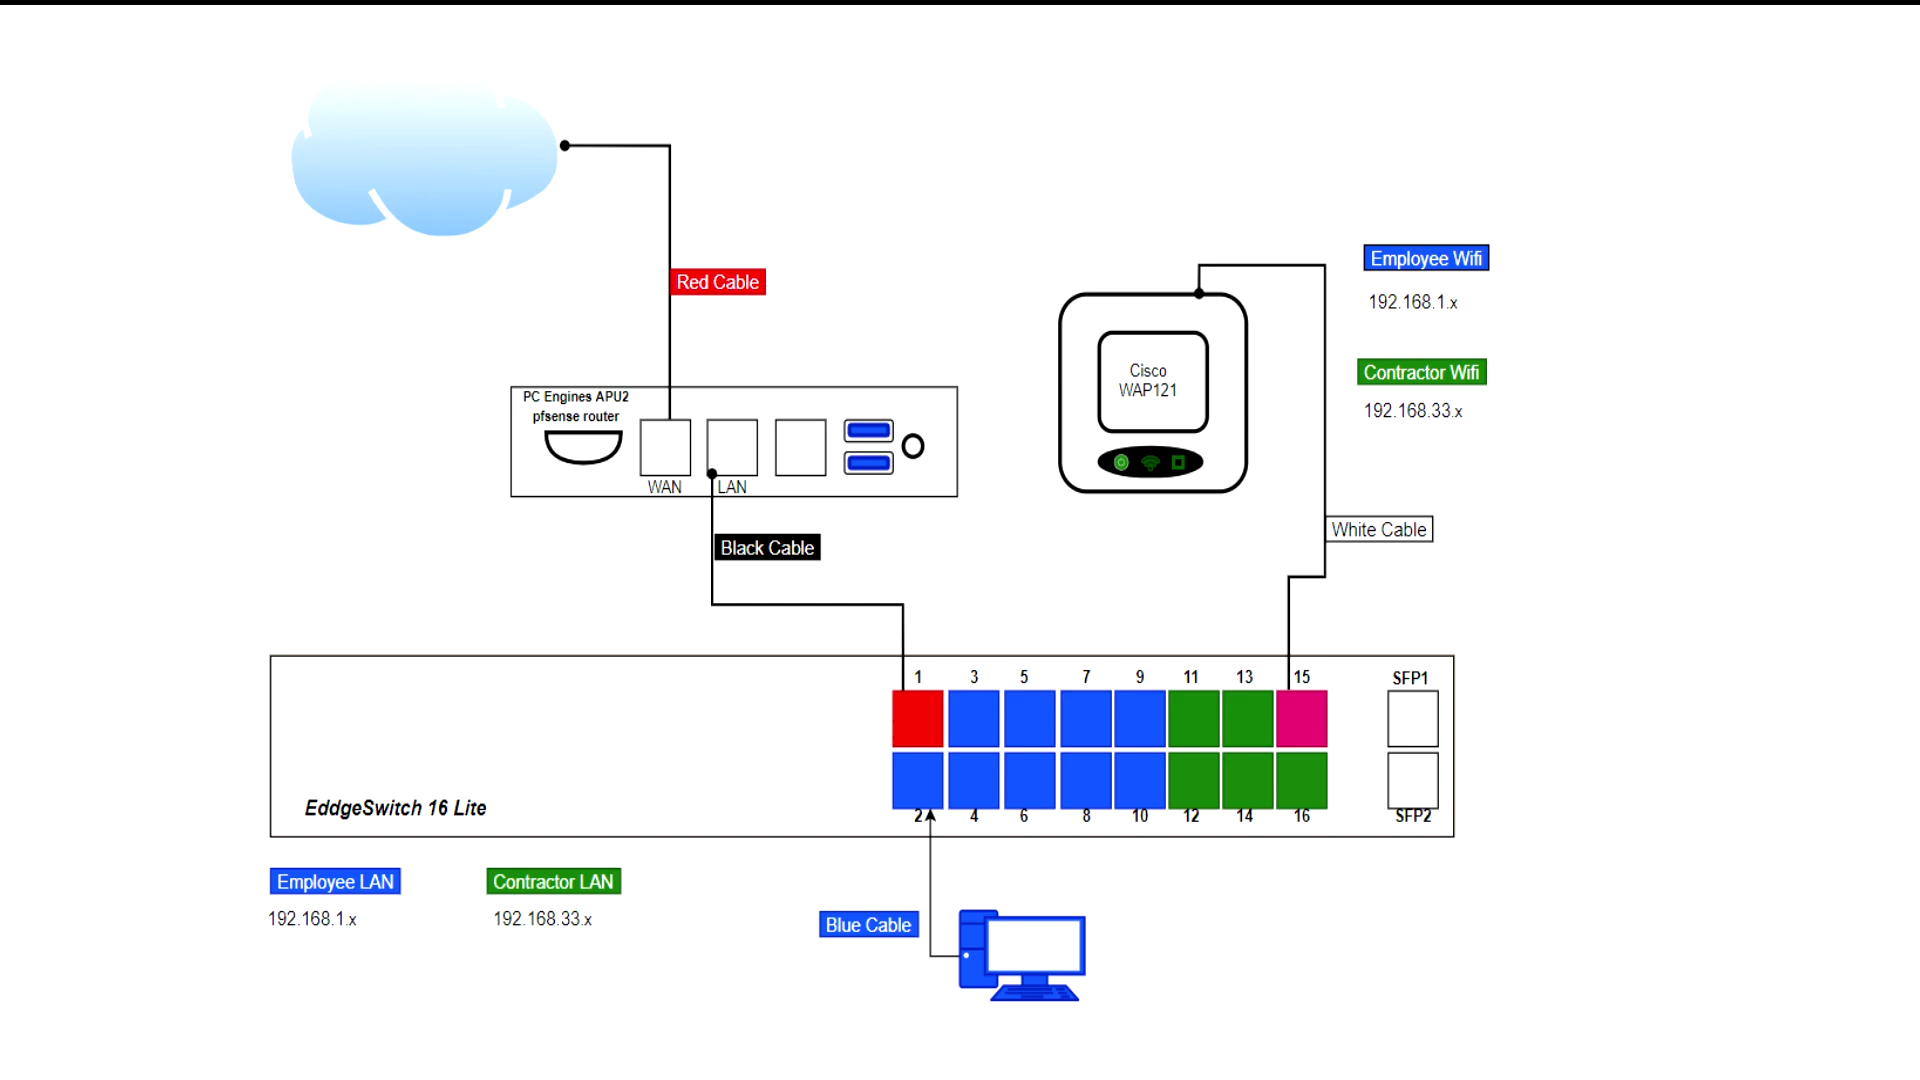 Red Cable
Employee Wifi
192.168.1.x
Contractor Wifi
192.168.33.x
Cisco
WAP121
PC Engines APU2
pfsense router
WAN
LAN
Black Cable
White Cable
1 3 5 7 9 11 13 15 SFP1
EddgeSwitch 16 Lite
2 4 6 8 10 12 14 16 SFP2
Employee LAN
192.168.1.x
Contractor LAN
192.168.33.x
Blue Cable